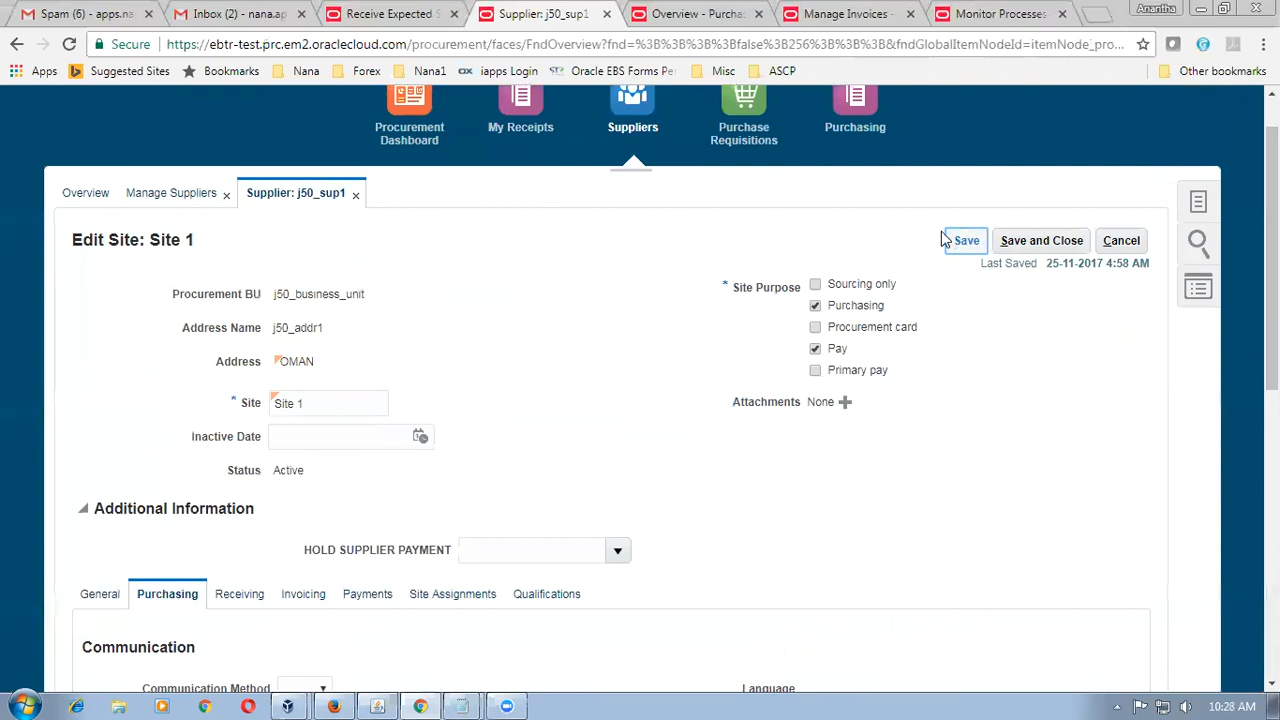 Spam (6) - apps.na
Inbox (2) - nana.ap
Receive Expected S
Supplier: j50_sup1
Overview - Purcha
Manage Invoices -
Monitor Processes
Anantha
Secure
https://ebtr-test.prc.em2.oraclecloud.com/procurement/faces/FndOverview?fnd=%3B%3B%3B%3Bfalse%3B256%3B%3B%3B&fndGlobalItemNodeId=itemNode_pro...
Apps
Suggested Sites
Bookmarks
Nana
Forex
Nana1
iapps Login
Oracle EBS Forms Per
Misc
ASCP
Other bookmarks
Procurement Dashboard
My Receipts
Suppliers
Purchase Requisitions
Purchasing
Overview
Manage Suppliers
Supplier: j50_sup1
Edit Site: Site 1
Save
Save and Close
Cancel
Last Saved 25-11-2017 4:58 AM
Procurement BU j50_business_unit
Address Name j50_addr1
Address OMAN
* Site Site 1
Inactive Date
Status Active
* Site Purpose
Sourcing only
Purchasing
Procurement card
Pay
Primary pay
Attachments None
Additional Information
HOLD SUPPLIER PAYMENT
General
Purchasing
Receiving
Invoicing
Payments
Site Assignments
Qualifications
Communication
Communication Method
Language
10:28 AM